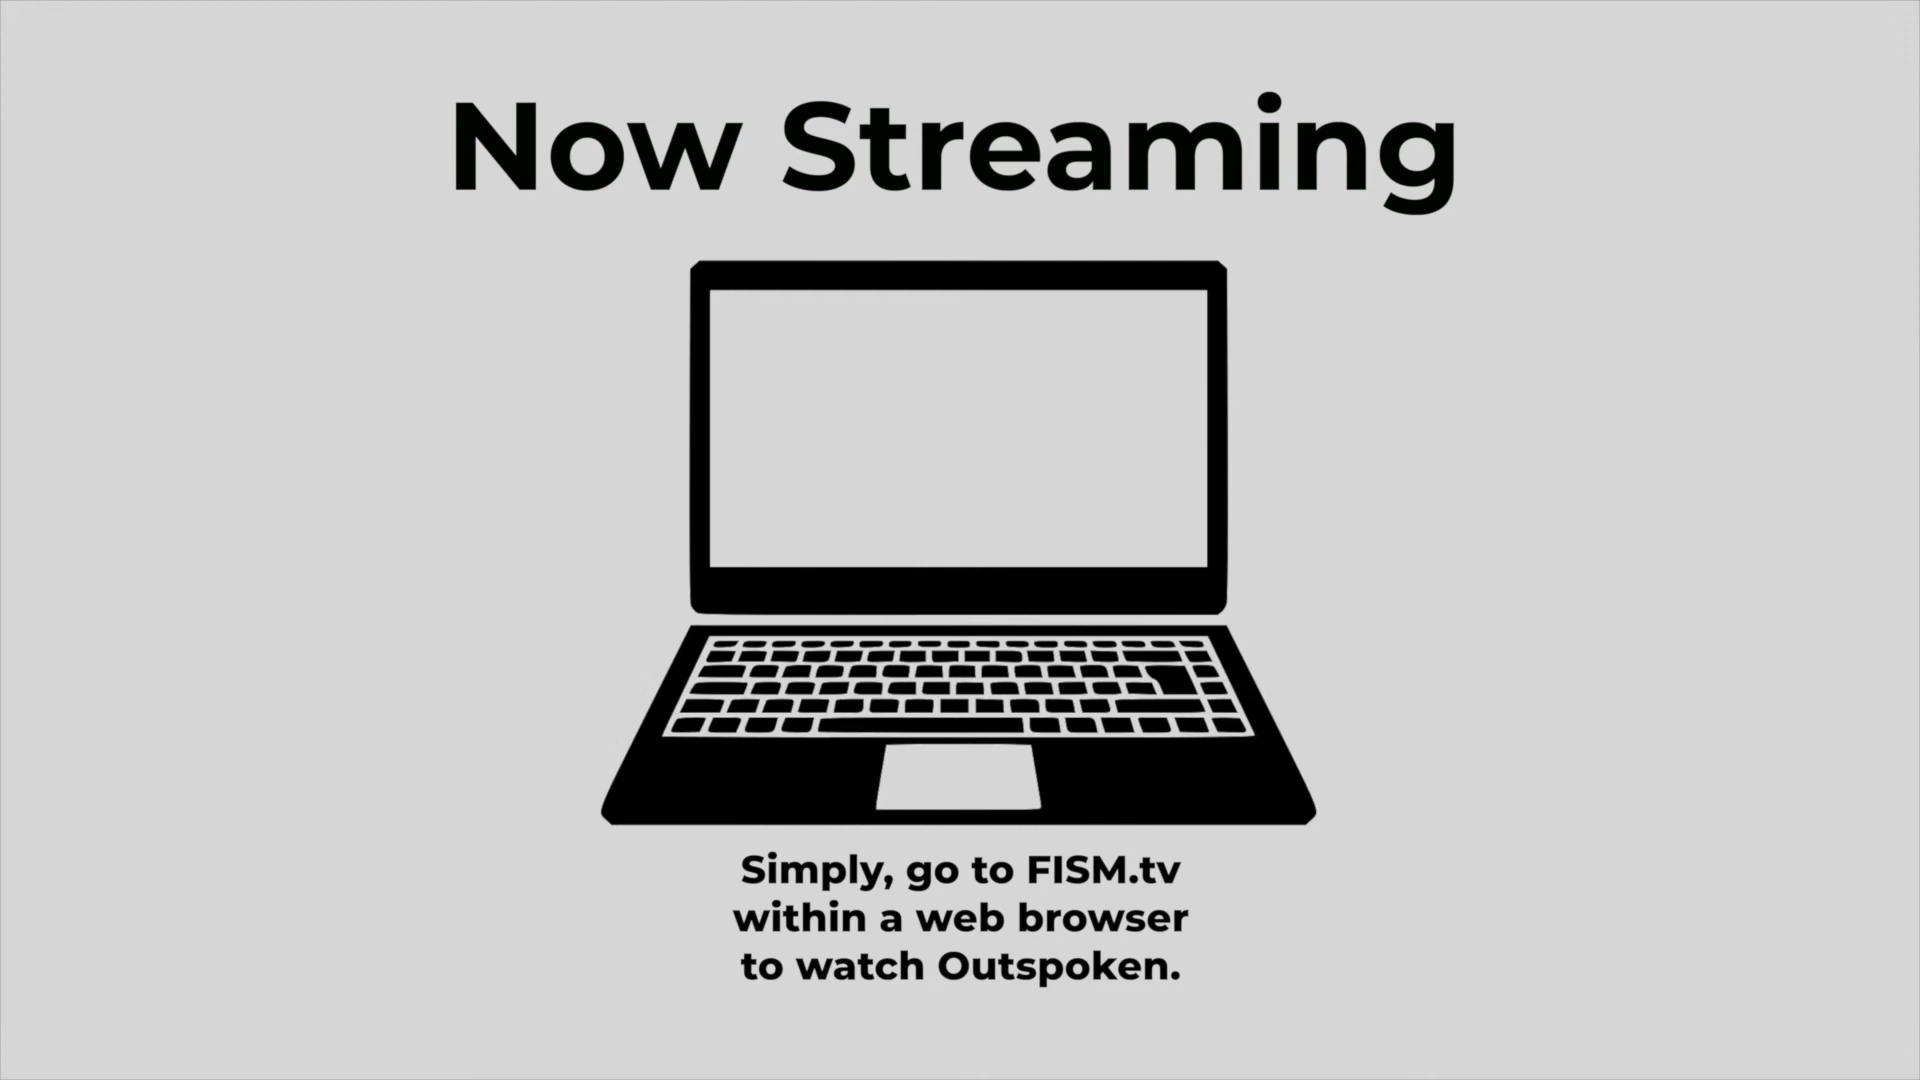 Now Streaming
Simply, go to FISM.tv
within a web browser
to watch Outspoken.